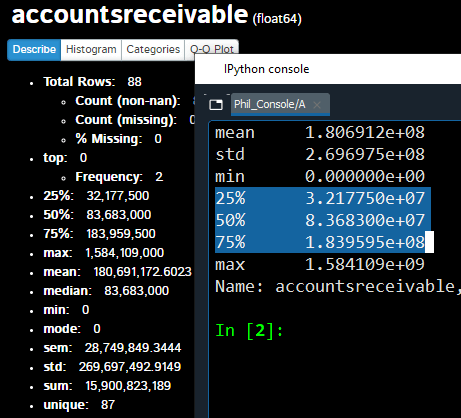 accountsreceivable (float64)
Describe Histogram Categories Q-Q Plot
Total Rows: 88
Count (non-nan):
Count (missing):
% Missing: 0
top: 0
Frequency: 2
25%: 32,177,500
50%: 83,683,000
75%: 183,959,500
max: 1,584,109,000
mean: 180,691,172.6023
median: 83,683,000
min: 0
mode: 0
sem: 28,749,849.3444
std: 269,697,492.9149
sum: 15,900,823,189
unique: 87
IPython console
Phil_Console/A
mean 1.806912e+08
std 2.696975e+08
min 0.000000e+00
25% 3.217750e+07
50% 8.368300e+07
75% 1.839595e+08
max 1.584109e+09
Name: accountsreceivable,
In [2]: